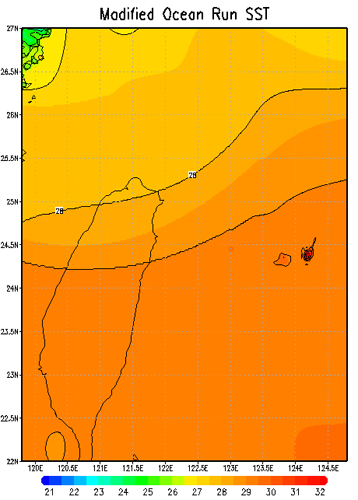 Modified Ocean Run SST
27N
26.5N
26N
25.5N
25N
24.5N
24N
23.5N
23N
22.5N
22N
28
28
120E 120.5E 121E 121.5E 122E 122.5E 123E 123.5E 124E 124.5E
21 22 23 24 25 26 27 28 29 30 31 32